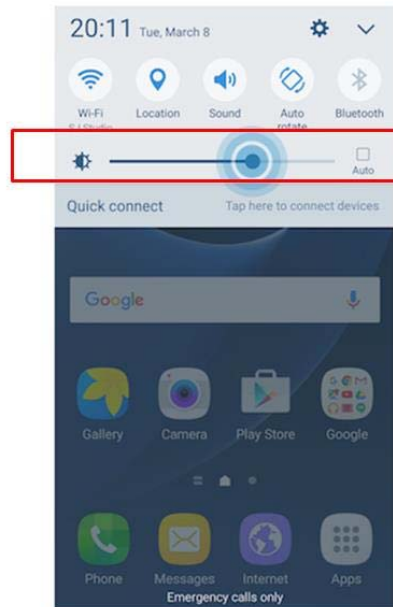 20:11 Tue, March 8
Wi-Fi Location Sound Auto rotate Bluetooth
S J Studio
Auto
Quick connect Tap here to connect devices
Google
Gallery Camera Play Store Google
Phone Messages Internet Apps
Emergency calls only